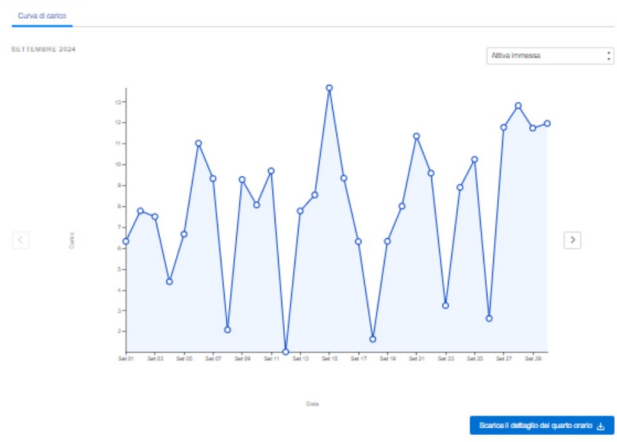 Curva di carico
SETTEMBRE 2024
Attiva immessa
13
12
11
10
9
8
7
6
5
4
3
2
Carico
Set 01 Set 03 Set 05 Set 07 Set 09 Set 11 Set 13 Set 15 Set 17 Set 19 Set 21 Set 23 Set 25 Set 27 Set 29
Data
Scarica il dettaglio del quarto orario